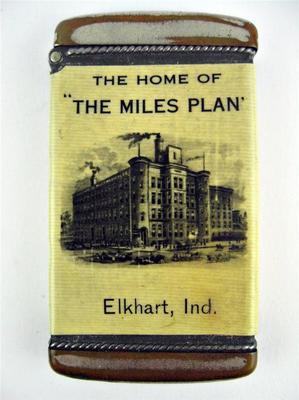 THE HOME OF
"THE MILES PLAN'
Elkhart, Ind.